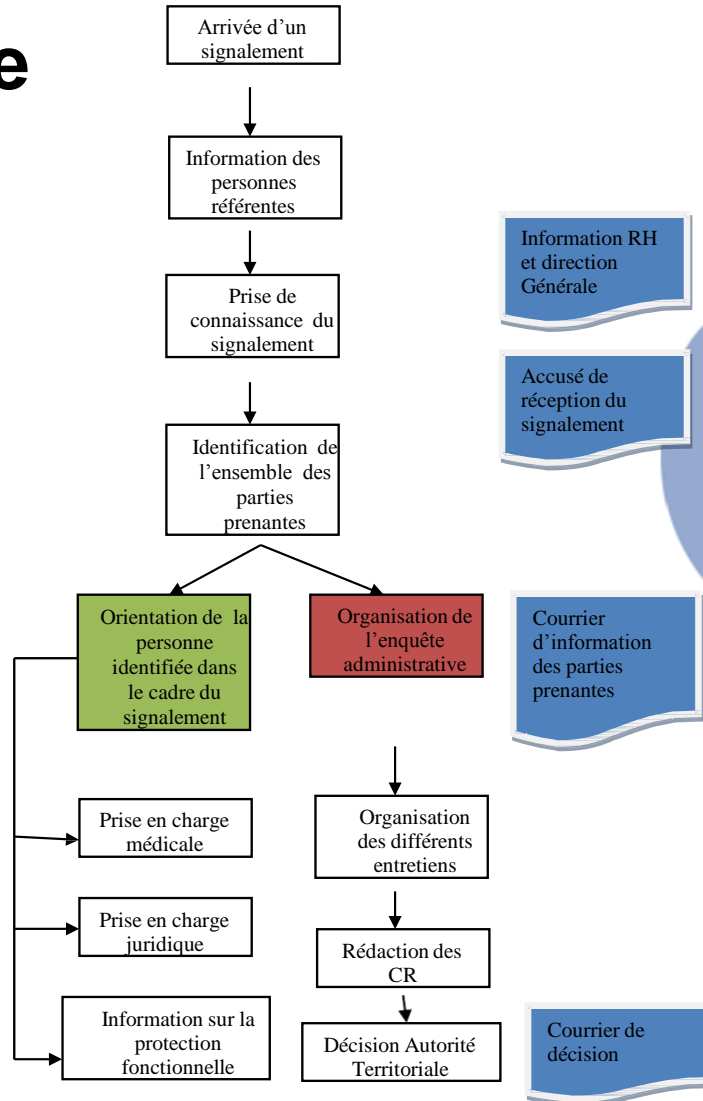 e
Arrivée d’un
signalement
Information des
personnes
référentes
Prise de
connaissance du
signalement
Identification de
l’ensemble des
parties
prenantes
Orientation de la
personne
identifiée dans
le cadre du
signalement
Prise en charge
médicale
Prise en charge
juridique
Information sur la
protection
fonctionnelle
Organisation de
l’enquête
administrative
Organisation
des différents
entretiens
Rédaction des
CR
Décision Autorité
Territoriale
Information RH
et direction
Générale
Accusé de
réception du
signalement
Courrier
d’information
des parties
prenantes
Courrier de
décision